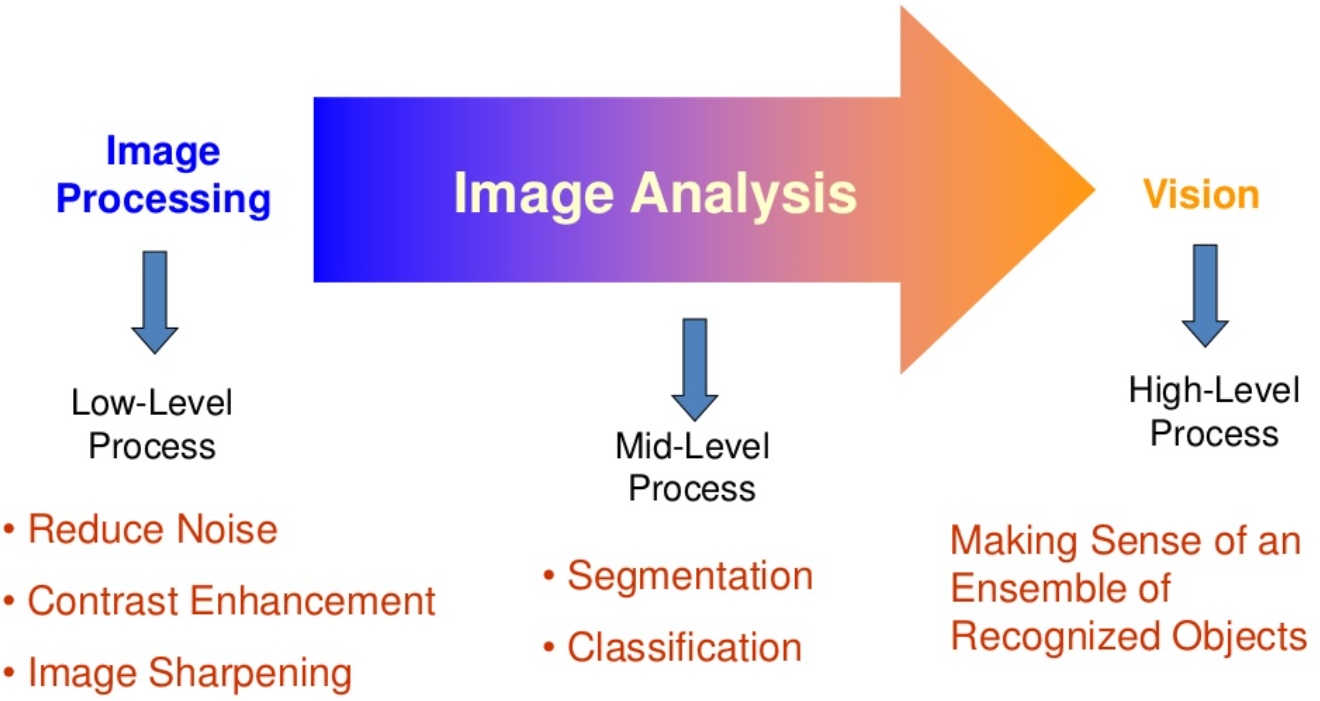 Image
Processing
Image Analysis
Vision
Low-Level
Process
• Reduce Noise
• Contrast Enhancement
• Image Sharpening
Mid-Level
Process
• Segmentation
• Classification
High-Level
Process
Making Sense of an
Ensemble of
Recognized Objects